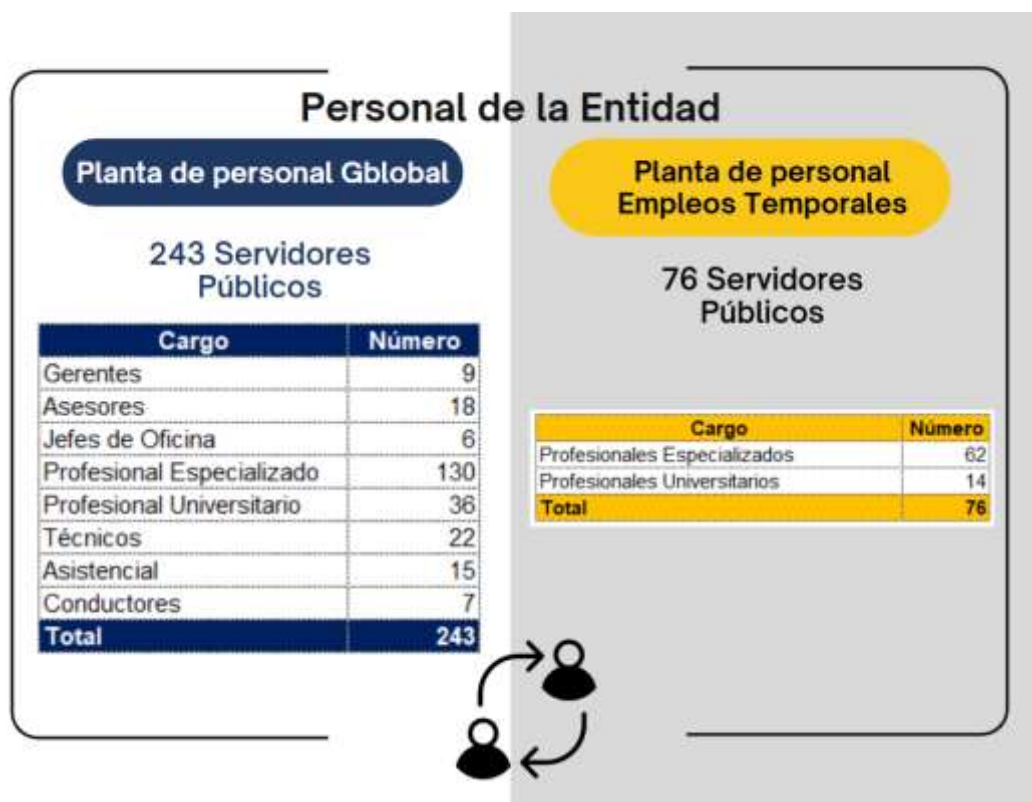 Personal de la Entidad
Planta de personal Gblobal
243 Servidores
Públicos
Cargo Número
Gerentes 9
Asesores 18
Jefes de Oficina 6
Profesional Especializado 130
Profesional Universitario 36
Técnicos 22
Asistencial 15
Conductores 7
Total 243
Planta de personal
Empleos Temporales
76 Servidores
Públicos
Cargo Número
Profesionales Especializados 62
Profesionales Universitarios 14
Total 76